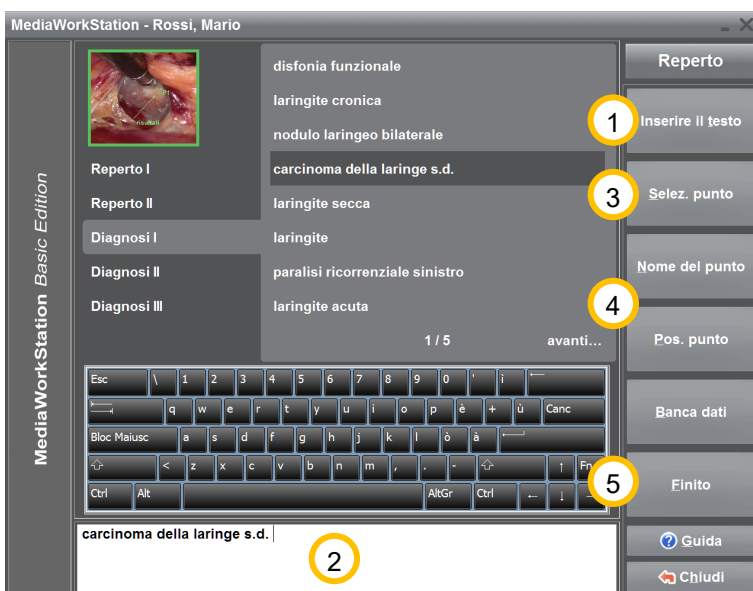 MediaWorkStation - Rossi, Mario
MediaWorkStation Basic Edition
Reperto I
Reperto II
Diagnosi I
Diagnosi II
Diagnosi III
disfonia funzionale
laringite cronica
nodulo laringeo bilaterale
carcinoma della laringe s.d.
laringite secca
laringite
paralisi ricorrenziale sinistro
laringite acuta
1 / 5 avanti...
Esc \ 1 2 3 4 5 6 7 8 9 0 ' ì
q w e r t y u i o p è + ù Canc
Bloc Maiusc a s d f g h j k l ò à
< z x c v b n m , . - ↑ Fn
Ctrl Alt AltGr Ctrl ← ↓
carcinoma della laringe s.d.
2
Reperto
1 Inserire il testo
3 Selez. punto
Nome del punto
4 Pos. punto
Banca dati
5 Finito
Guida
Chiudi